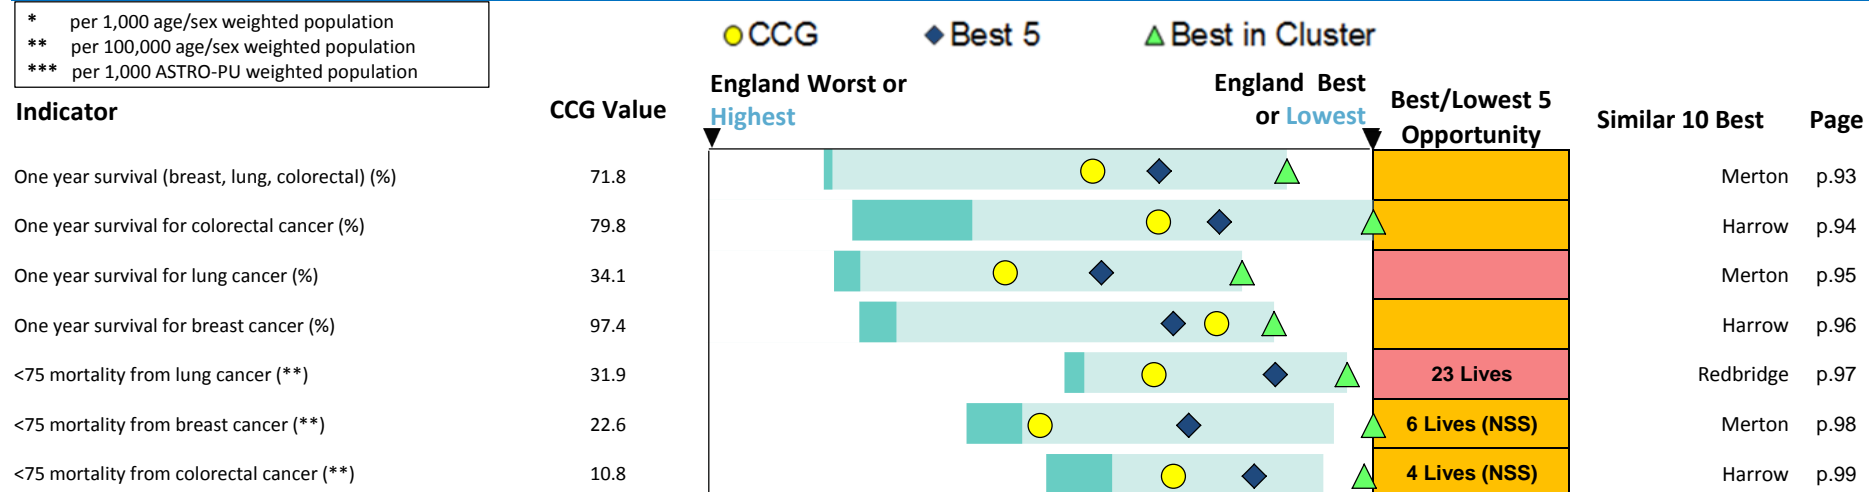 * per 1,000 age/sex weighted population
** per 100,000 age/sex weighted population
*** per 1,000 ASTRO-PU weighted population
CCG Best 5 Best in Cluster
Indicator CCG Value England Worst or Highest England Best or Lowest Best/Lowest 5 Opportunity Similar 10 Best Page
One year survival (breast, lung, colorectal) (%) 71.8 Merton p.93
One year survival for colorectal cancer (%) 79.8 Harrow p.94
One year survival for lung cancer (%) 34.1 Merton p.95
One year survival for breast cancer (%) 97.4 Harrow p.96
<75 mortality from lung cancer (**) 31.9 23 Lives Redbridge p.97
<75 mortality from breast cancer (**) 22.6 6 Lives (NSS) Merton p.98
<75 mortality from colorectal cancer (**) 10.8 4 Lives (NSS) Harrow p.99